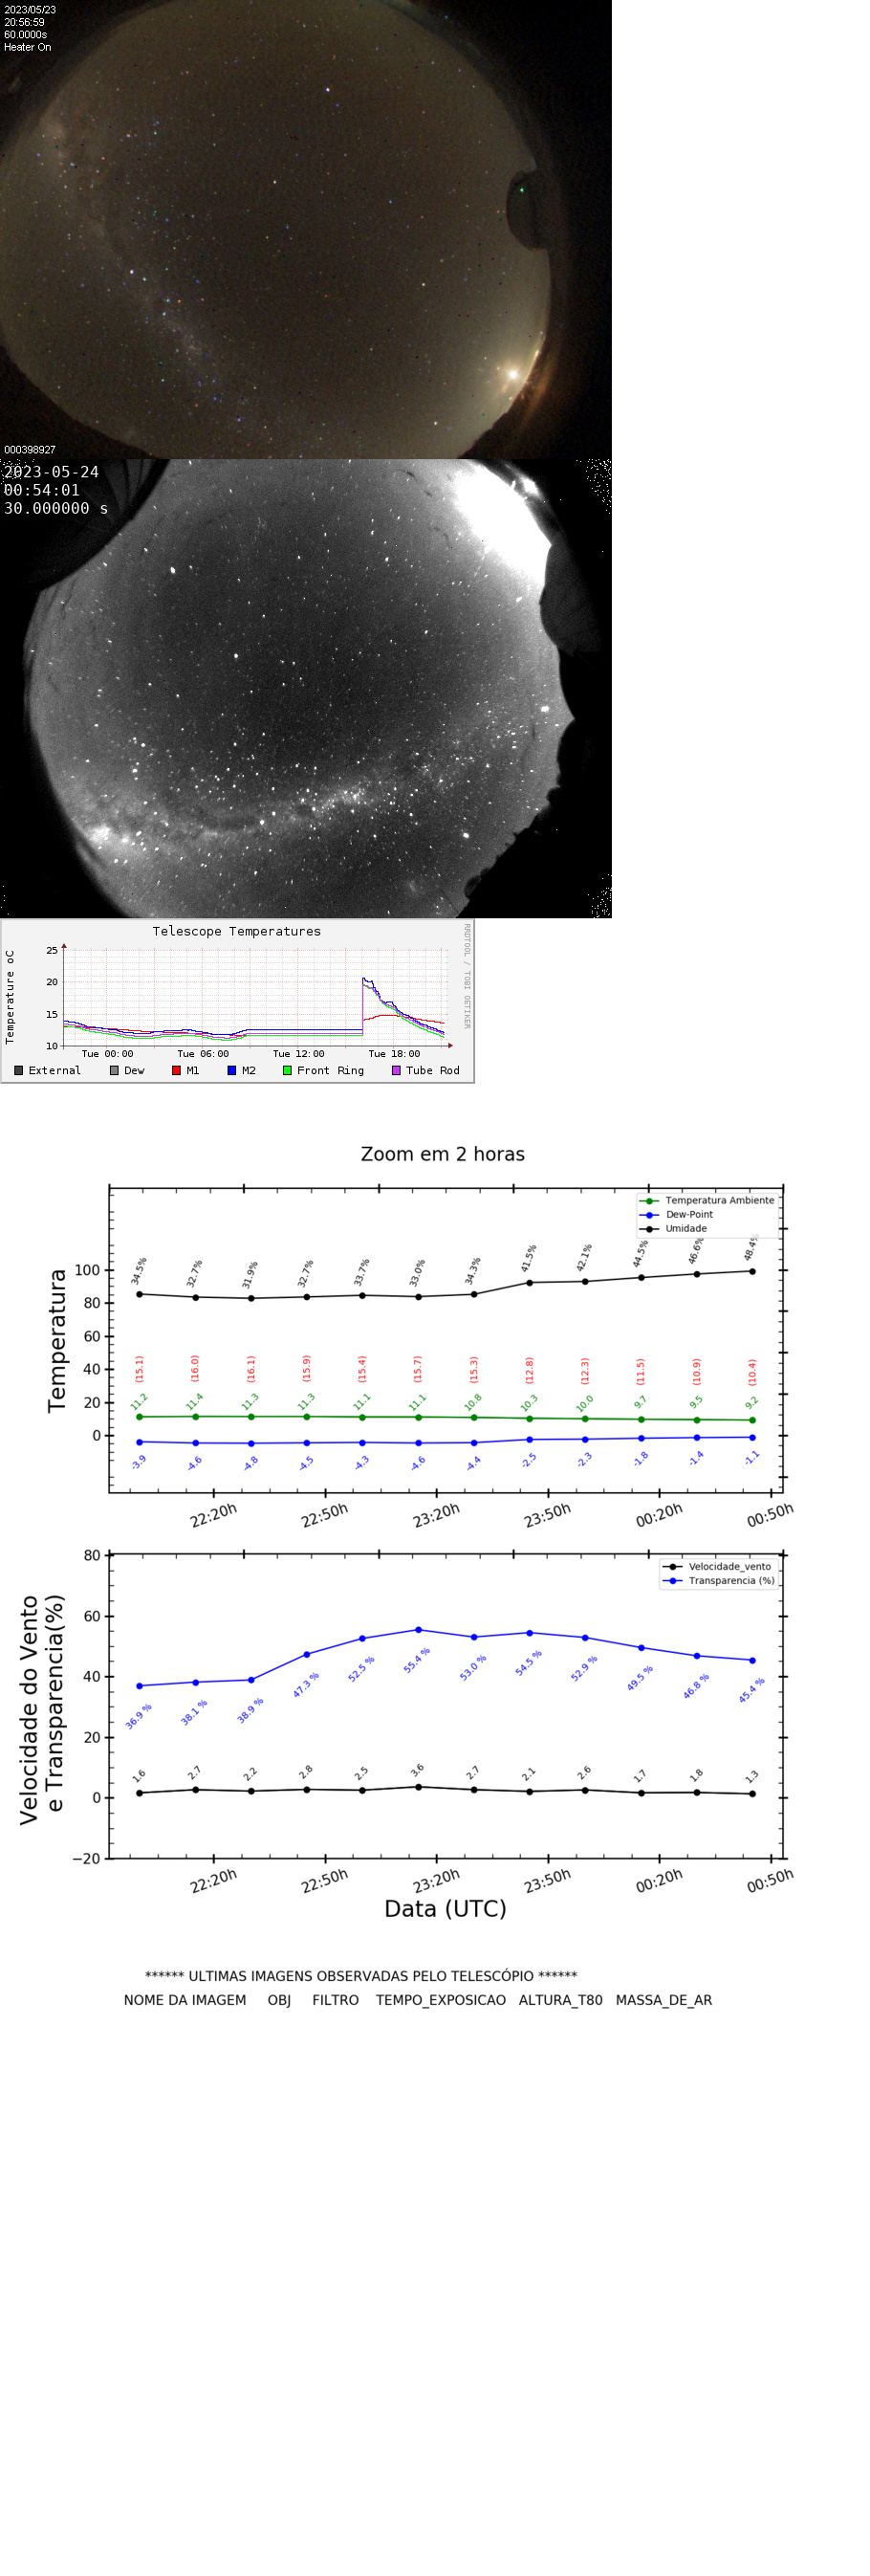 2023/05/23
20:56:59
60.0000s
Heater On
000398927
2023-05-24
00:54:01
30.000000 s
Telescope Temperatures
RRDTOOL / TOBI OETIKER
Temperature oC
25
20
15
10
Tue 00:00 Tue 06:00 Tue 12:00 Tue 18:00
External Dew M1 M2 Front Ring Tube Rod
Zoom em 2 horas
Temperatura Ambiente
Dew-Point
Umidade
Temperatura
100
80
60
40
20
0
34.5% 32.7% 31.9% 32.7% 33.7% 33.0% 34.3% 41.5% 42.1% 44.5% 46.6% 48.4%
(15.1) (16.0) (16.1) (15.9) (15.4) (15.7) (15.3) (12.8) (12.3) (11.5) (10.9) (10.4)
11.2 11.4 11.3 11.3 11.1 11.1 10.8 10.3 10.0 9.7 9.5 9.2
-3.9 -4.6 -4.8 -4.5 -4.3 -4.6 -4.4 -2.5 -2.3 -1.8 -1.4 -1.1
22:20h 22:50h 23:20h 23:50h 00:20h 00:50h
Velocidade_vento
Transparencia (%)
Velocidade do Vento
e Transparencia(%)
80
60
40
20
0
−20
36.9 % 38.1 % 38.9 % 47.3 % 52.5 % 55.4 % 53.0 % 54.5 % 52.9 % 49.5 % 46.8 % 45.4 %
1.6 2.7 2.2 2.8 2.5 3.6 2.7 2.1 2.6 1.7 1.8 1.3
22:20h 22:50h 23:20h 23:50h 00:20h 00:50h
Data (UTC)
****** ULTIMAS IMAGENS OBSERVADAS PELO TELESCÓPIO ******
NOME DA IMAGEM OBJ FILTRO TEMPO_EXPOSICAO ALTURA_T80 MASSA_DE_AR